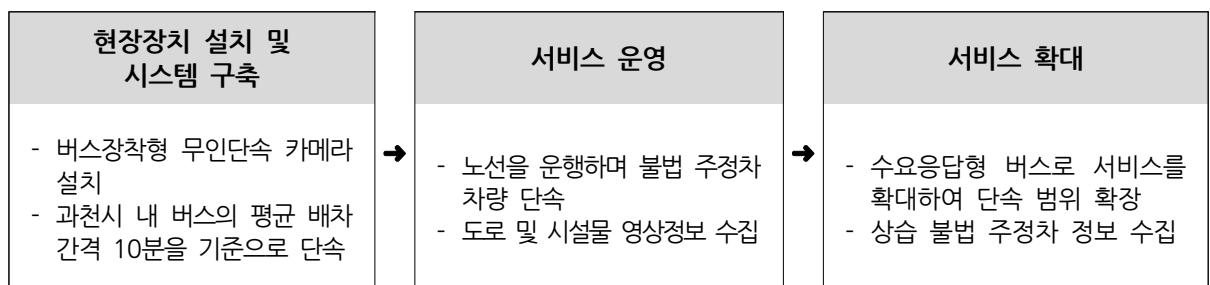 현장장치 설치 및
시스템 구축
- 버스장착형 무인단속 카메라
설치
- 과천시 내 버스의 평균 배차
간격 10분을 기준으로 단속
➜
서비스 운영
- 노선을 운행하며 불법 주정차
차량 단속
- 도로 및 시설물 영상정보 수집
➜
서비스 확대
- 수요응답형 버스로 서비스를
확대하여 단속 범위 확장
- 상습 불법 주정차 정보 수집